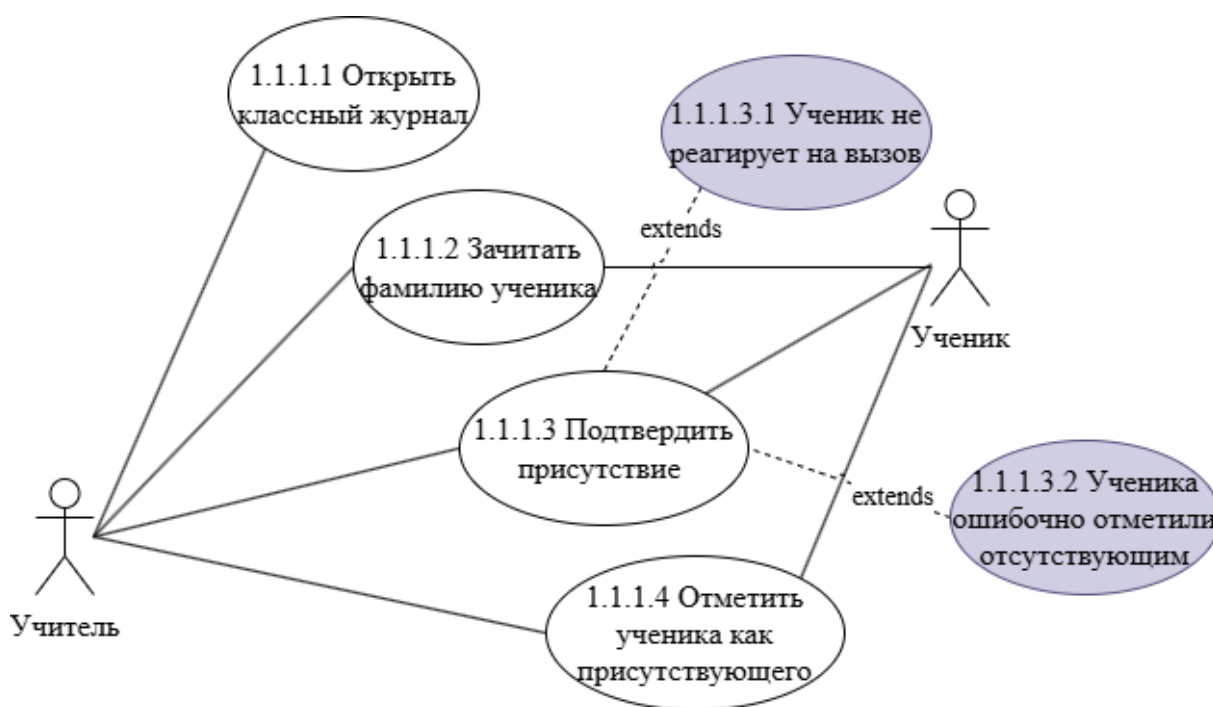 1.1.1.1 Открыть
классный журнал
1.1.1.3.1 Ученик не
реагирует на вызов
extends
1.1.1.2 Зачитать
фамилию ученика
Ученик
1.1.1.3 Подтвердить
присутствие
extends
1.1.1.3.2 Ученика
ошибочно отметили
отсутствующим
Учитель
1.1.1.4 Отметить
ученика как
присутствующего